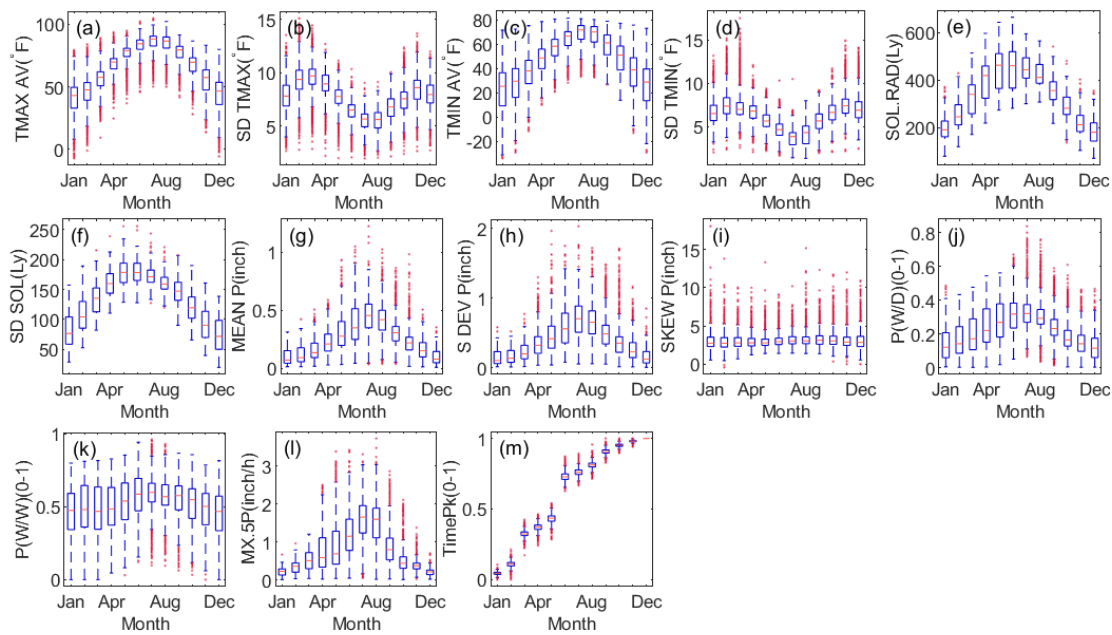 (a)
TMAX AV(°F)
100
50
0
Jan Apr Aug Dec
Month
(b)
SD TMAX(°F)
15
10
5
Jan Apr Aug Dec
Month
(c)
TMIN AV(°F)
80
60
40
20
0
-20
Jan Apr Aug Dec
Month
(d)
SD TMIN(°F)
15
10
5
Jan Apr Aug Dec
Month
(e)
SOL.RAD(Ly)
600
400
200
Jan Apr Aug Dec
Month
(f)
SD SOL(Ly)
250
200
150
100
50
Jan Apr Aug Dec
Month
(g)
MEAN P(inch)
1
0.5
0
Jan Apr Aug Dec
Month
(h)
S DEV P(inch)
2
1
0
Jan Apr Aug Dec
Month
(i)
SKEW P(inch)
15
10
5
0
Jan Apr Aug Dec
Month
(j)
P(W/D)(0-1)
0.8
0.6
0.4
0.2
0
Jan Apr Aug Dec
Month
(k)
P(W/W)(0-1)
1
0.5
0
Jan Apr Aug Dec
Month
(l)
MX.5P(inch/h)
3
2
1
0
Jan Apr Aug Dec
Month
(m)
TimePk(0-1)
1
0.5
0
Jan Apr Aug Dec
Month